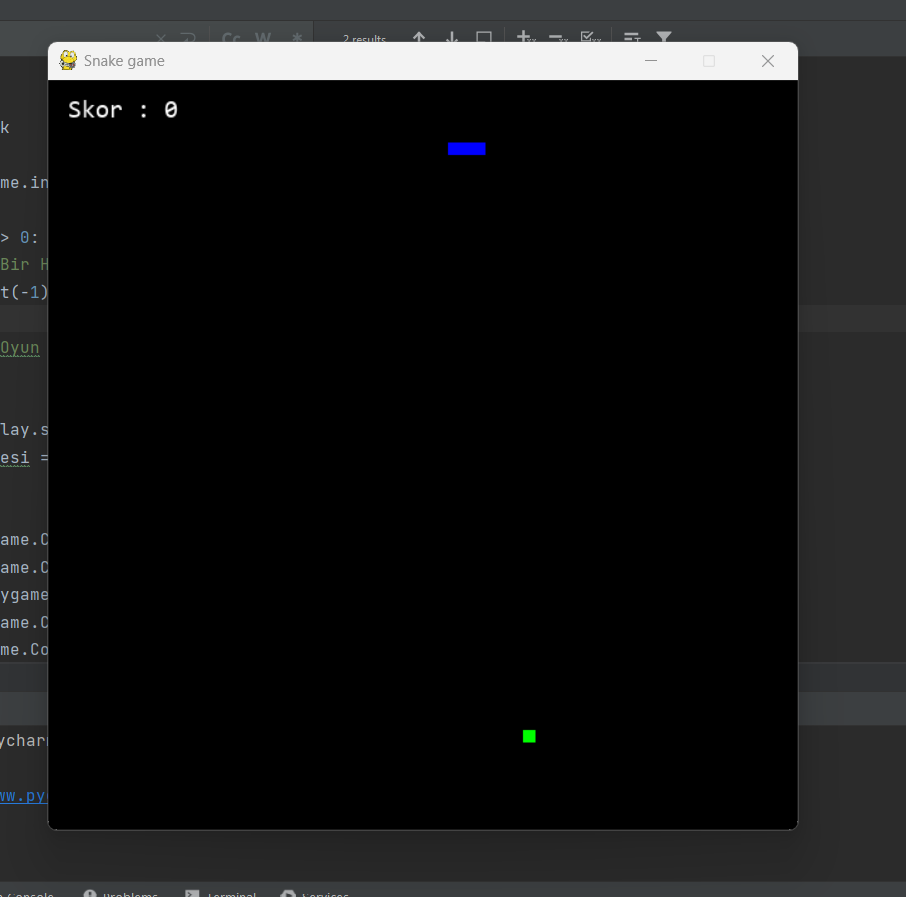 Cc W *
2 results
Snake game
Skor : 0
k
me.in
> 0:
Bir H
t(-1)
Oyun
lay.s
esi =
ame.C
ame.C
ygame
ame.C
me.Co
ychar
ww.py
Console
Problems
Terminal
Services